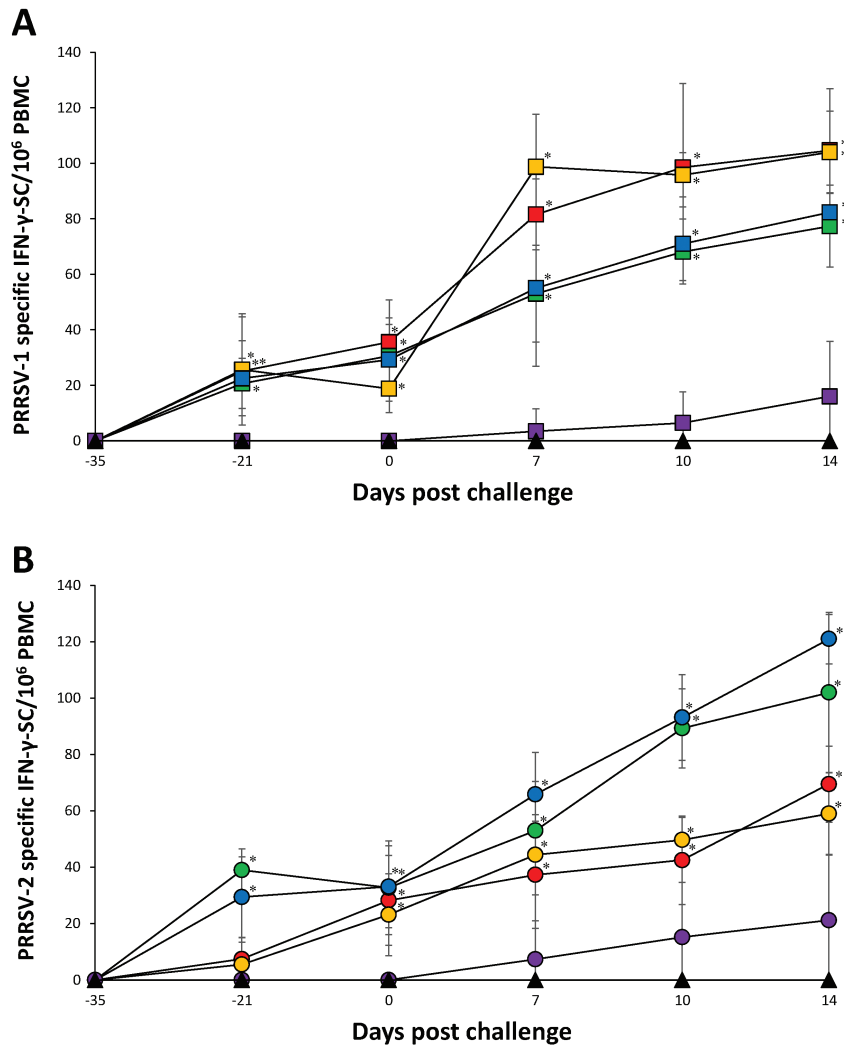 A
PRRSV-1 specific IFN-γ-SC/10⁶ PBMC
140
120
100
80
60
40
20
0
* * * *
* * * *
* * * *
* * * *
* * * *
-35 -21 0 7 10 14
Days post challenge
B
PRRSV-2 specific IFN-γ-SC/10⁶ PBMC
140
120
100
80
60
40
20
0
* *
* * * *
* * * *
* * * *
* * * *
-35 -21 0 7 10 14
Days post challenge